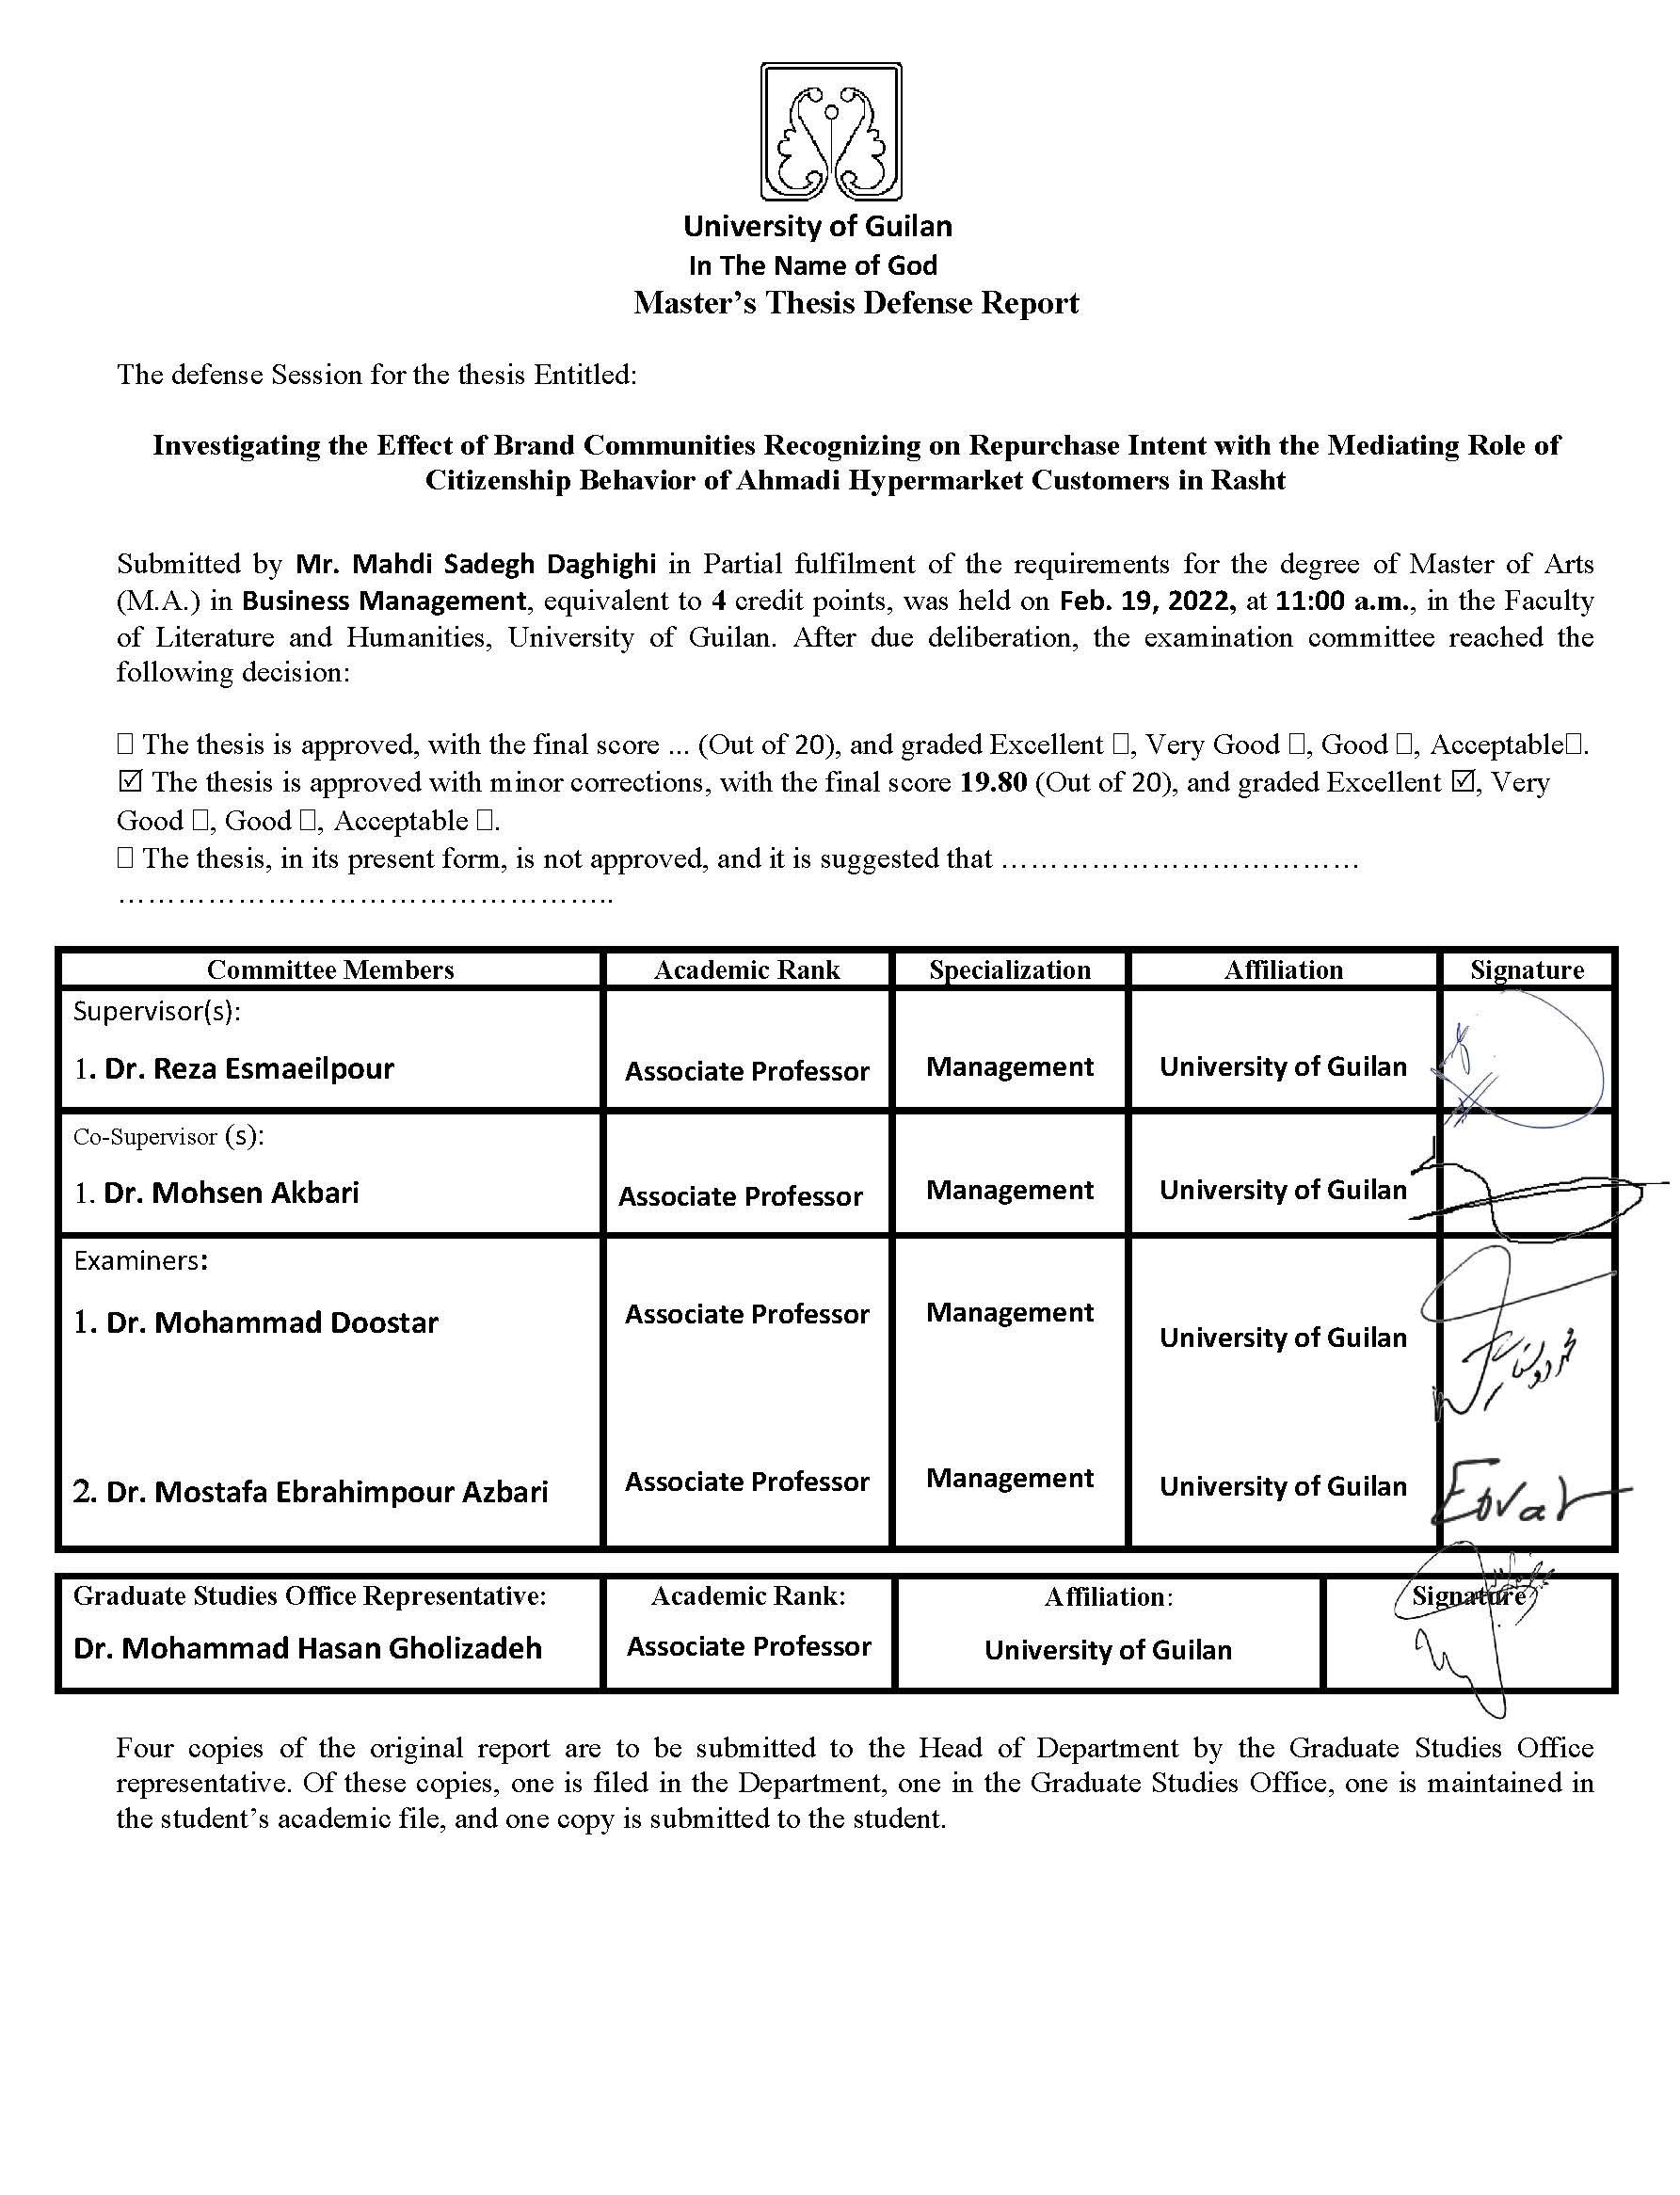 University of Guilan
In The Name of God
Master’s Thesis Defense Report
The defense Session for the thesis Entitled:
Investigating the Effect of Brand Communities Recognizing on Repurchase Intent with the Mediating Role of
Citizenship Behavior of Ahmadi Hypermarket Customers in Rasht
Submitted by Mr. Mahdi Sadegh Daghighi in Partial fulfilment of the requirements for the degree of Master of Arts
(M.A.) in Business Management, equivalent to 4 credit points, was held on Feb. 19, 2022, at 11:00 a.m., in the Faculty
of Literature and Humanities, University of Guilan. After due deliberation, the examination committee reached the
following decision:
☐ The thesis is approved, with the final score ... (Out of 20), and graded Excellent ☐, Very Good ☐, Good ☐, Acceptable☐.
☑ The thesis is approved with minor corrections, with the final score 19.80 (Out of 20), and graded Excellent ☑, Very
Good ☐, Good ☐, Acceptable ☐.
☐ The thesis, in its present form, is not approved, and it is suggested that ………………………………
…………………………………………..
Committee Members Academic Rank Specialization Affiliation Signature
Supervisor(s):
1. Dr. Reza Esmaeilpour Associate Professor Management University of Guilan
Co-Supervisor (s):
1. Dr. Mohsen Akbari Associate Professor Management University of Guilan
Examiners:
1. Dr. Mohammad Doostar Associate Professor Management University of Guilan
2. Dr. Mostafa Ebrahimpour Azbari Associate Professor Management University of Guilan
Graduate Studies Office Representative: Academic Rank: Affiliation: Signature
Dr. Mohammad Hasan Gholizadeh Associate Professor University of Guilan
Four copies of the original report are to be submitted to the Head of Department by the Graduate Studies Office
representative. Of these copies, one is filed in the Department, one in the Graduate Studies Office, one is maintained in
the student’s academic file, and one copy is submitted to the student.